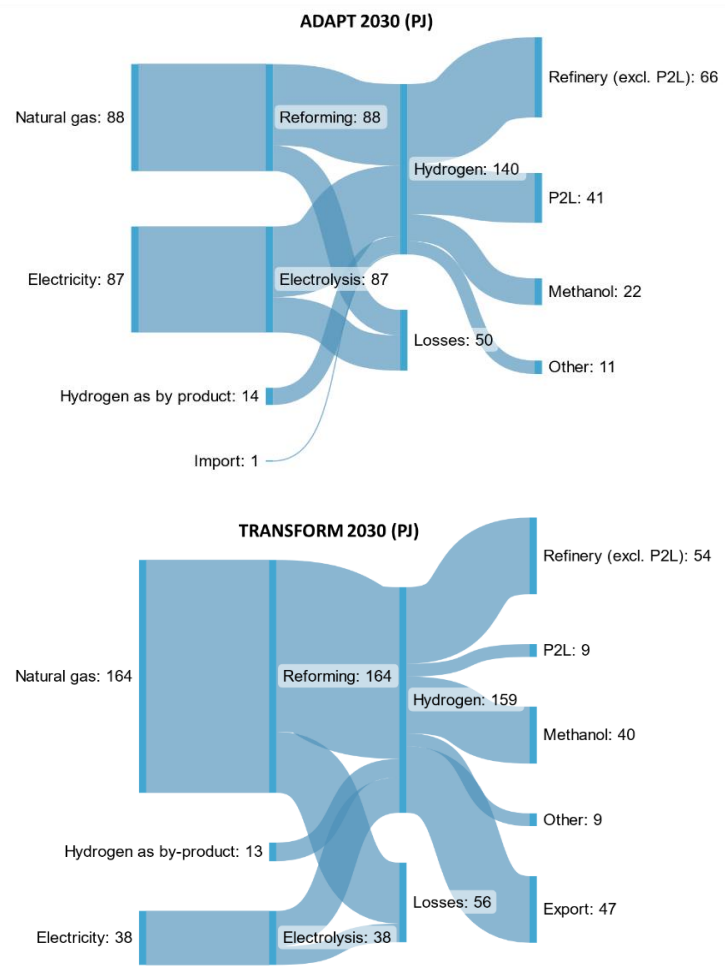 ADAPT 2030 (PJ)
Refinery (excl. P2L): 66
Natural gas: 88
Reforming: 88
Hydrogen: 140
P2L: 41
Electricity: 87
Electrolysis: 87
Methanol: 22
Losses: 50
Other: 11
Hydrogen as by product: 14
Import: 1
TRANSFORM 2030 (PJ)
Refinery (excl. P2L): 54
P2L: 9
Natural gas: 164
Reforming: 164
Hydrogen: 159
Methanol: 40
Other: 9
Hydrogen as by-product: 13
Losses: 56
Export: 47
Electricity: 38
Electrolysis: 38